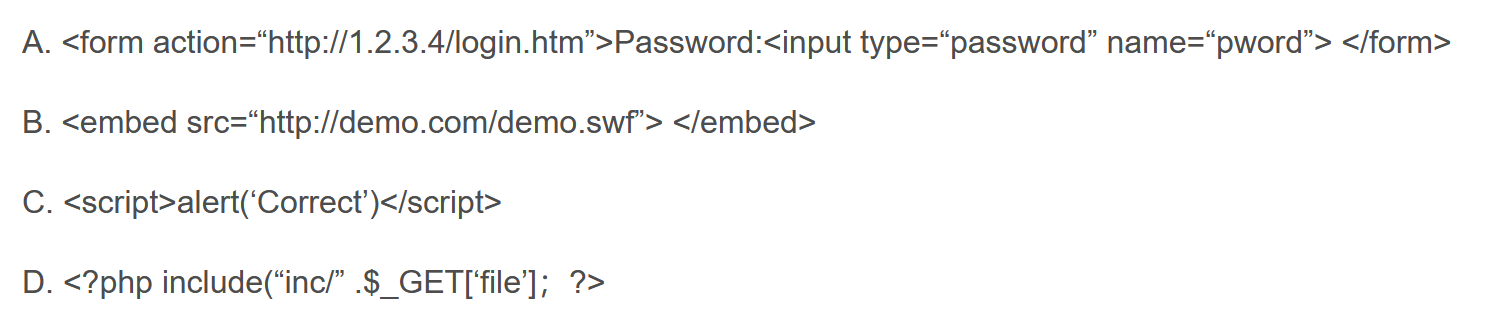 A. <form action=“http://1.2.3.4/login.htm”>Password:<input type=“password” name=“pword”> </form>
B. <embed src=“http://demo.com/demo.swf”> </embed>
C. <script>alert(‘Correct’)</script>
D. <?php include(“inc/” .$_GET[‘file’];  ?>